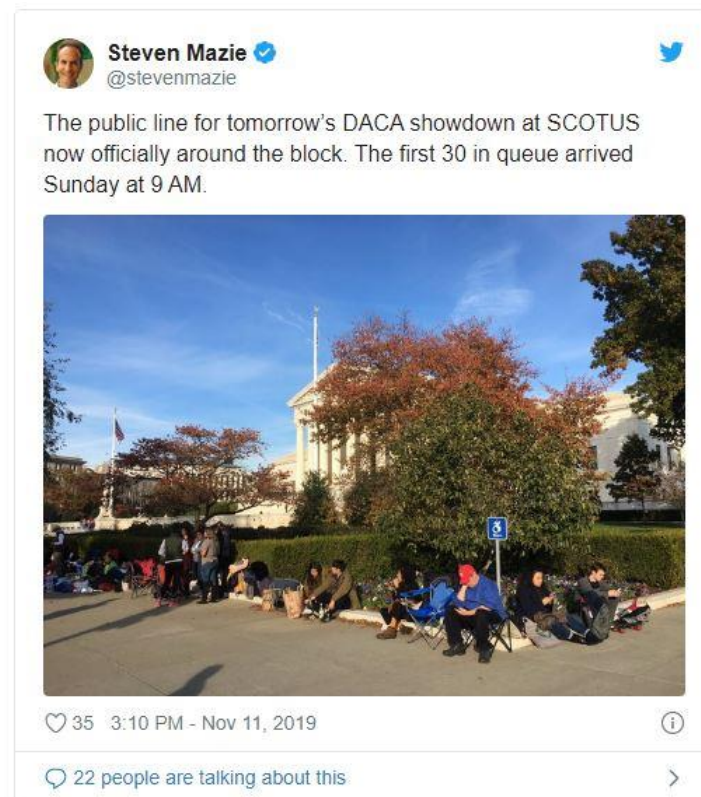 Steven Mazie
@stevenmazie
The public line for tomorrow’s DACA showdown at SCOTUS
now officially around the block. The first 30 in queue arrived
Sunday at 9 AM.
35 3:10 PM - Nov 11, 2019
22 people are talking about this